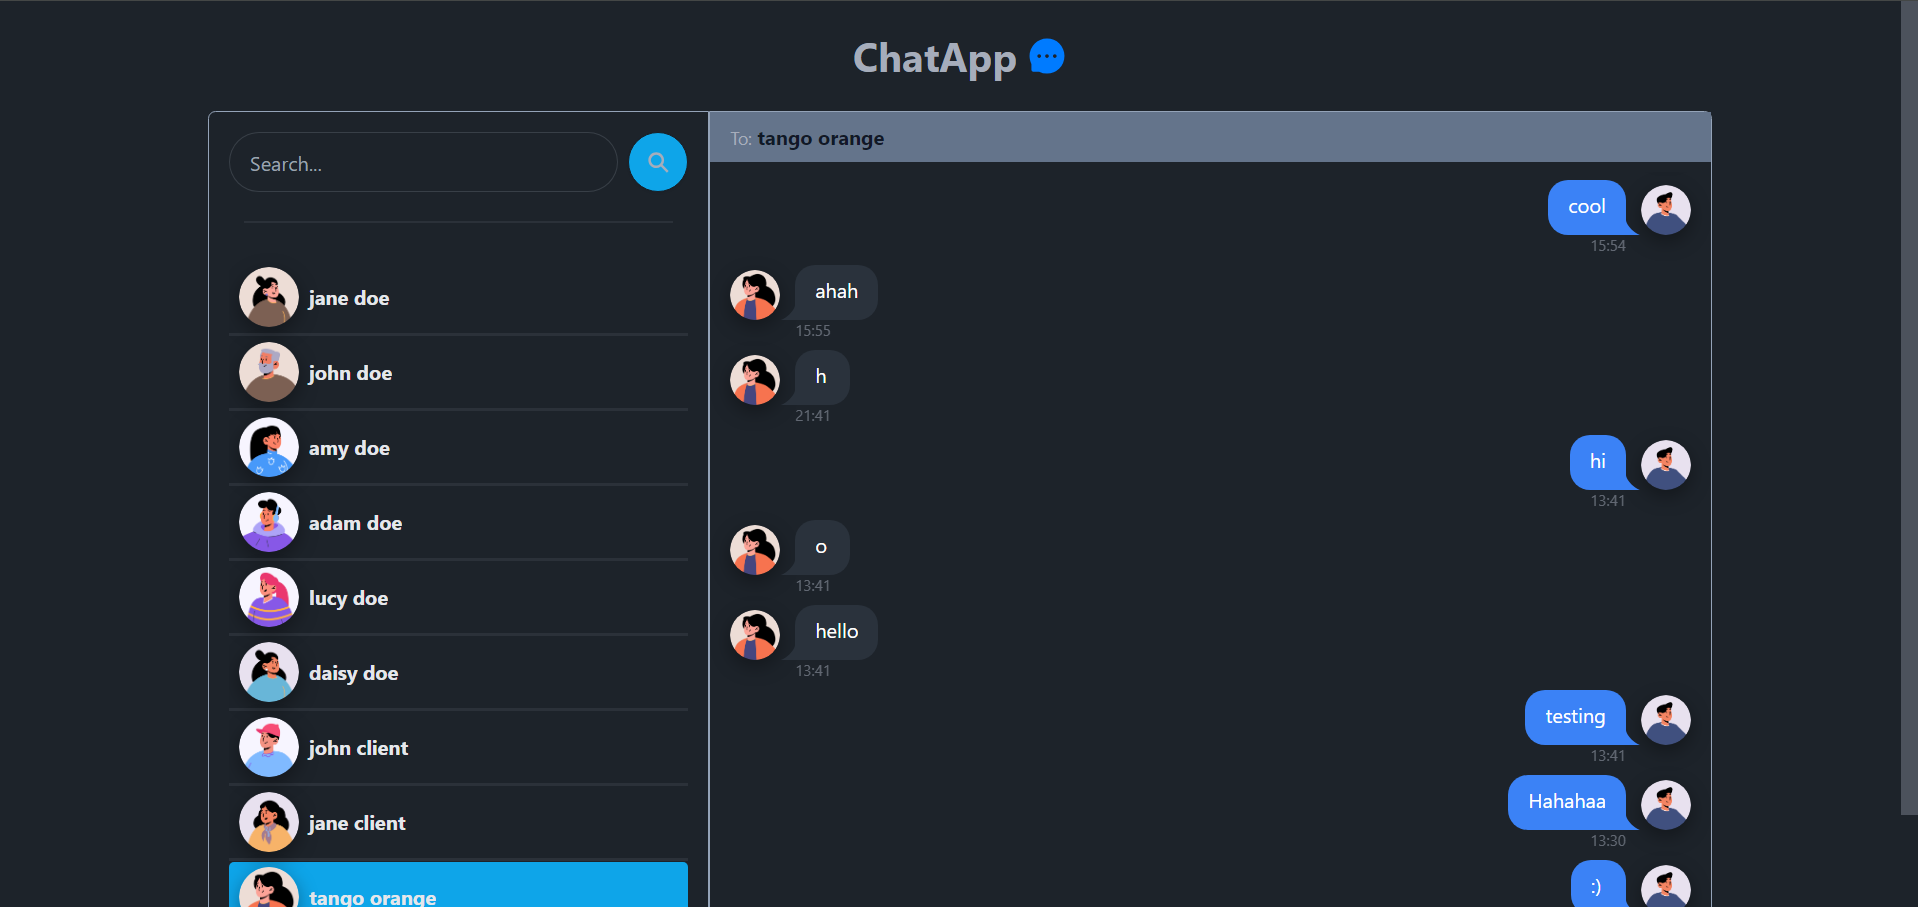 ChatApp
Search...
jane doe
john doe
amy doe
adam doe
lucy doe
daisy doe
john client
jane client
tango orange
To: tango orange
cool
15:54
ahah
15:55
h
21:41
hi
13:41
o
13:41
hello
13:41
testing
13:41
Hahahaa
13:30
:)